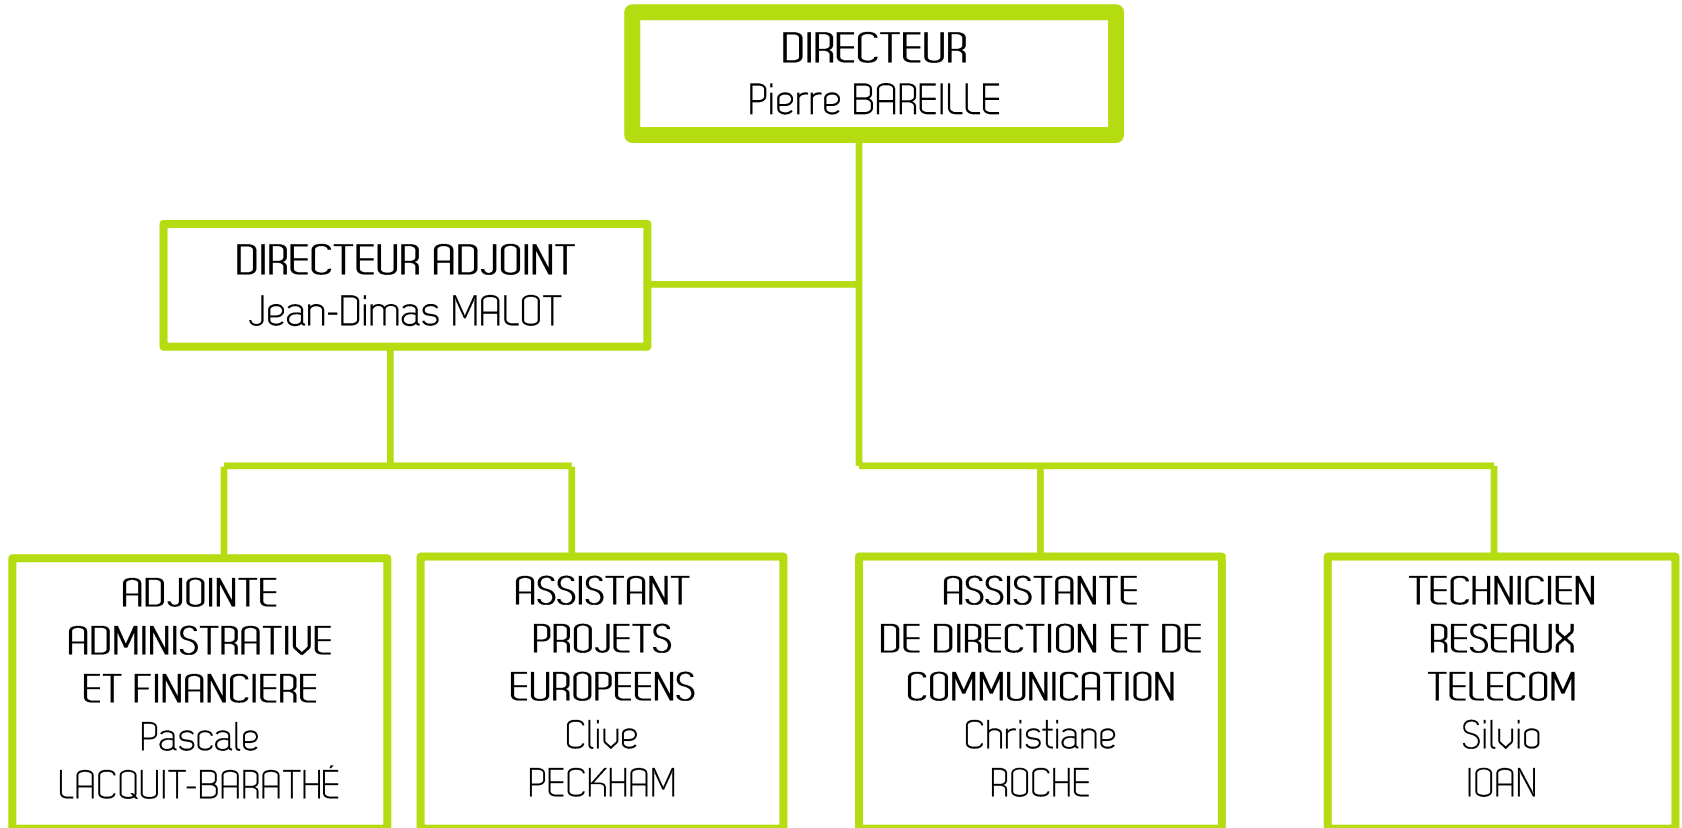 DIRECTEUR
Pierre BAREILLE
DIRECTEUR ADJOINT
Jean-Dimas MALOT
ADJOINTE
ADMINISTRATIVE
ET FINANCIERE
Pascale
LACQUIT-BARATHÉ
ASSISTANT
PROJETS
EUROPEENS
Clive
PECKHAM
ASSISTANTE
DE DIRECTION ET DE
COMMUNICATION
Christiane
ROCHE
TECHNICIEN
RESEAUX
TELECOM
Silvio
IOAN